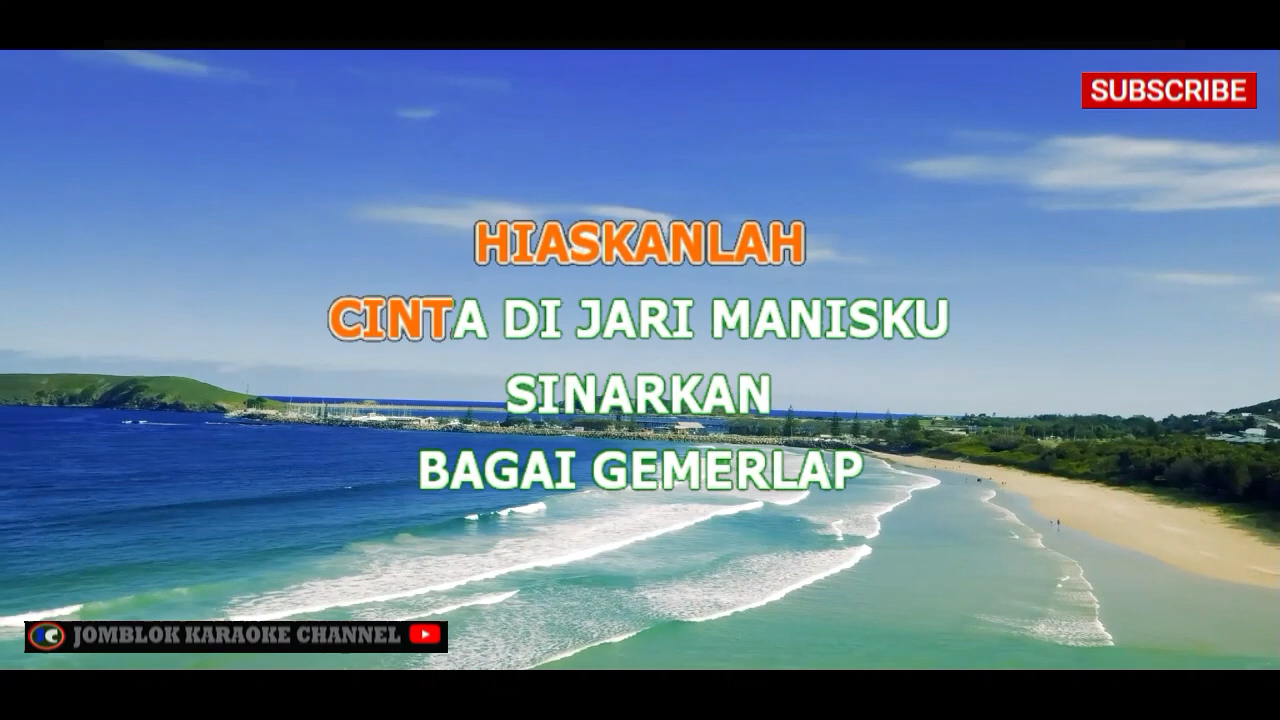 SUBSCRIBE
HIASKANLAH
CINTA DI JARI MANISKU
SINARKAN
BAGAI GEMERLAP
JOMBLOK KARAOKE CHANNEL